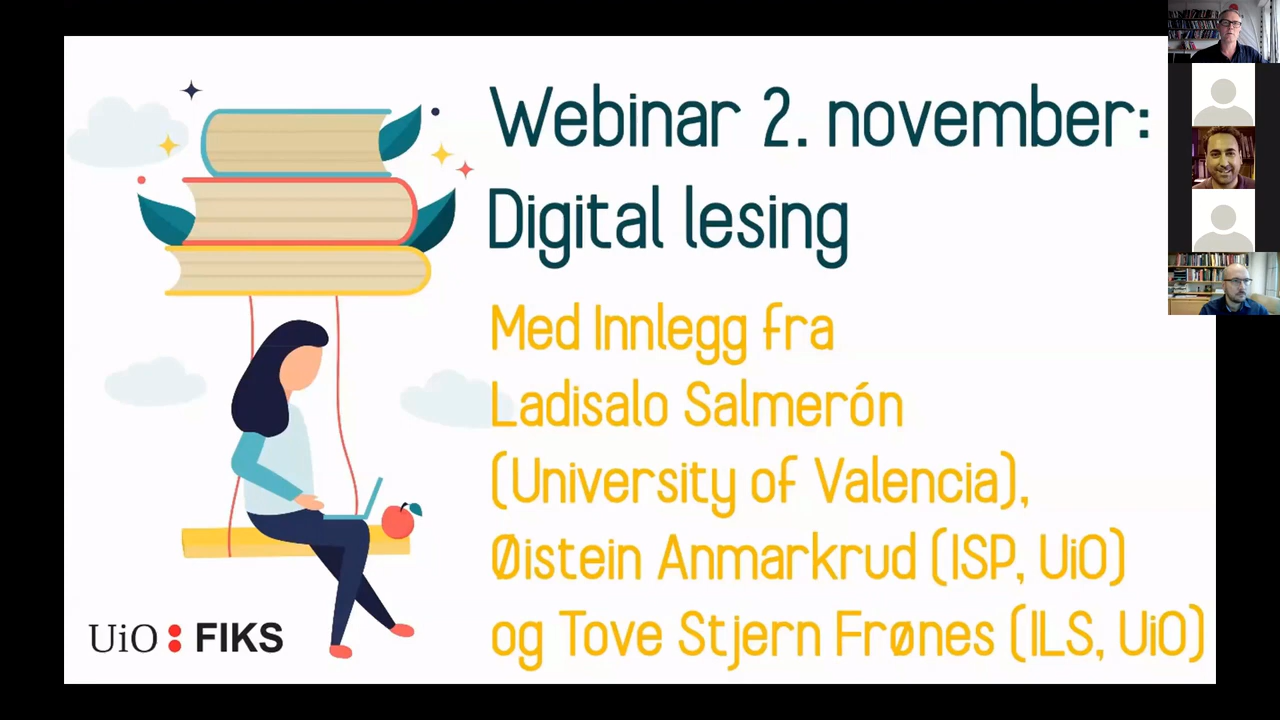 Webinar 2. november:
Digital lesing
Med Innlegg fra
Ladisalo Salmerón
(University of Valencia),
Øistein Anmarkrud (ISP, UiO)
og Tove Stjern Frønes (ILS, UiO)
UiO : FIKS